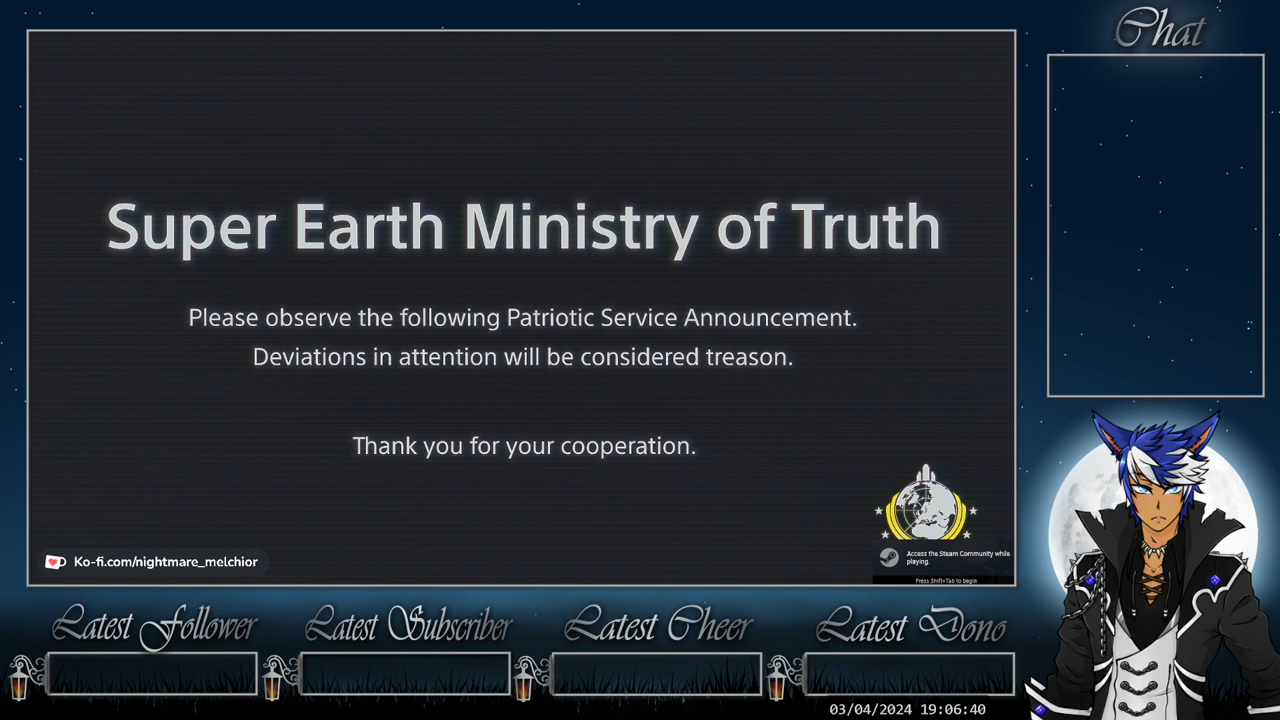 Chat
Super Earth Ministry of Truth
Please observe the following Patriotic Service Announcement.
Deviations in attention will be considered treason.
Thank you for your cooperation.
Ko-fi.com/nightmare_melchior
Access the Steam Community while
playing.
Press Shift+Tab to begin
Latest Follower
Latest Subscriber
Latest Cheer
Latest Dono
03/04/2024 19:06:40